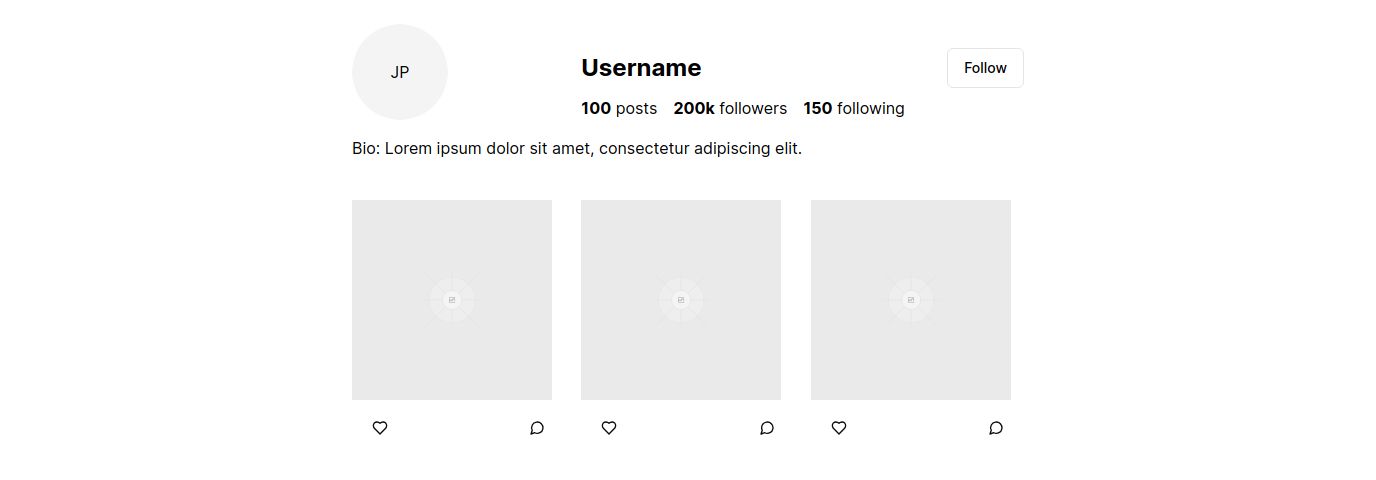 JP
Username
Follow
100 posts 200k followers 150 following
Bio: Lorem ipsum dolor sit amet, consectetur adipiscing elit.